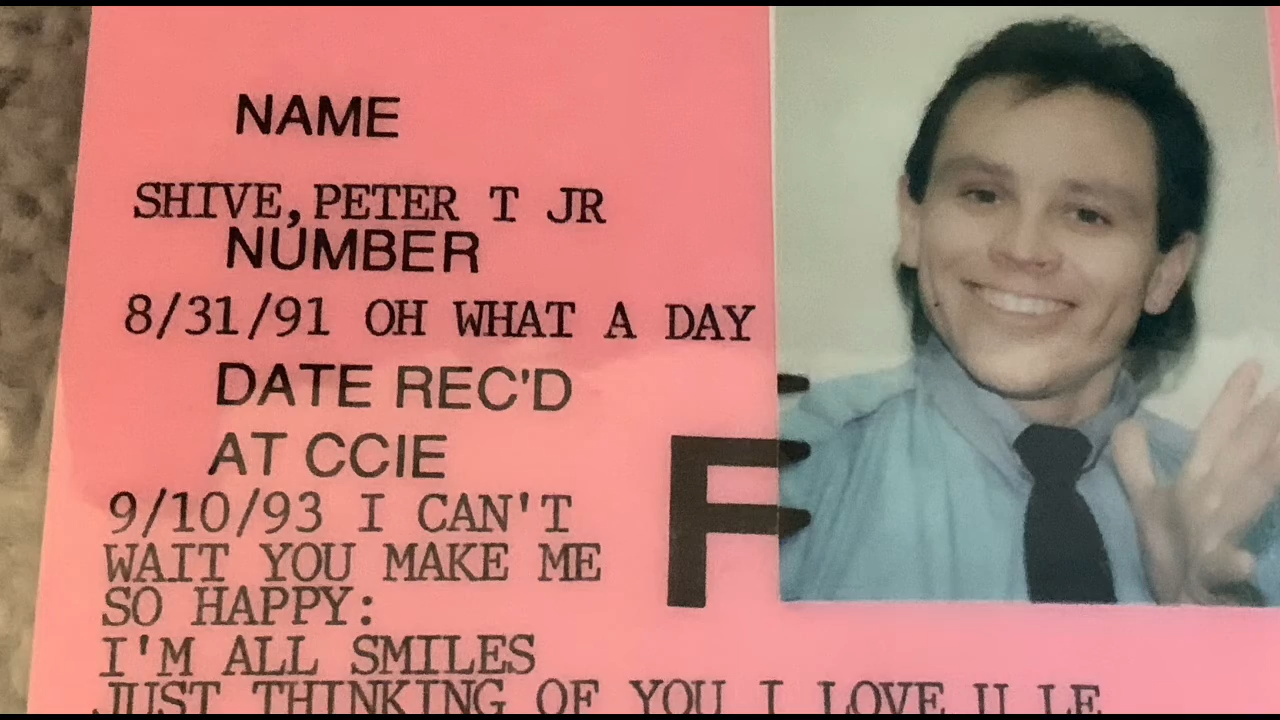 NAME
SHIVE,PETER T JR
NUMBER
8/31/91 OH WHAT A DAY
DATE REC'D
AT CCIE
F
9/10/93 I CAN'T
WAIT YOU MAKE ME
SO HAPPY:
I'M ALL SMILES
JUST THINKING OF YOU I LOVE U LE